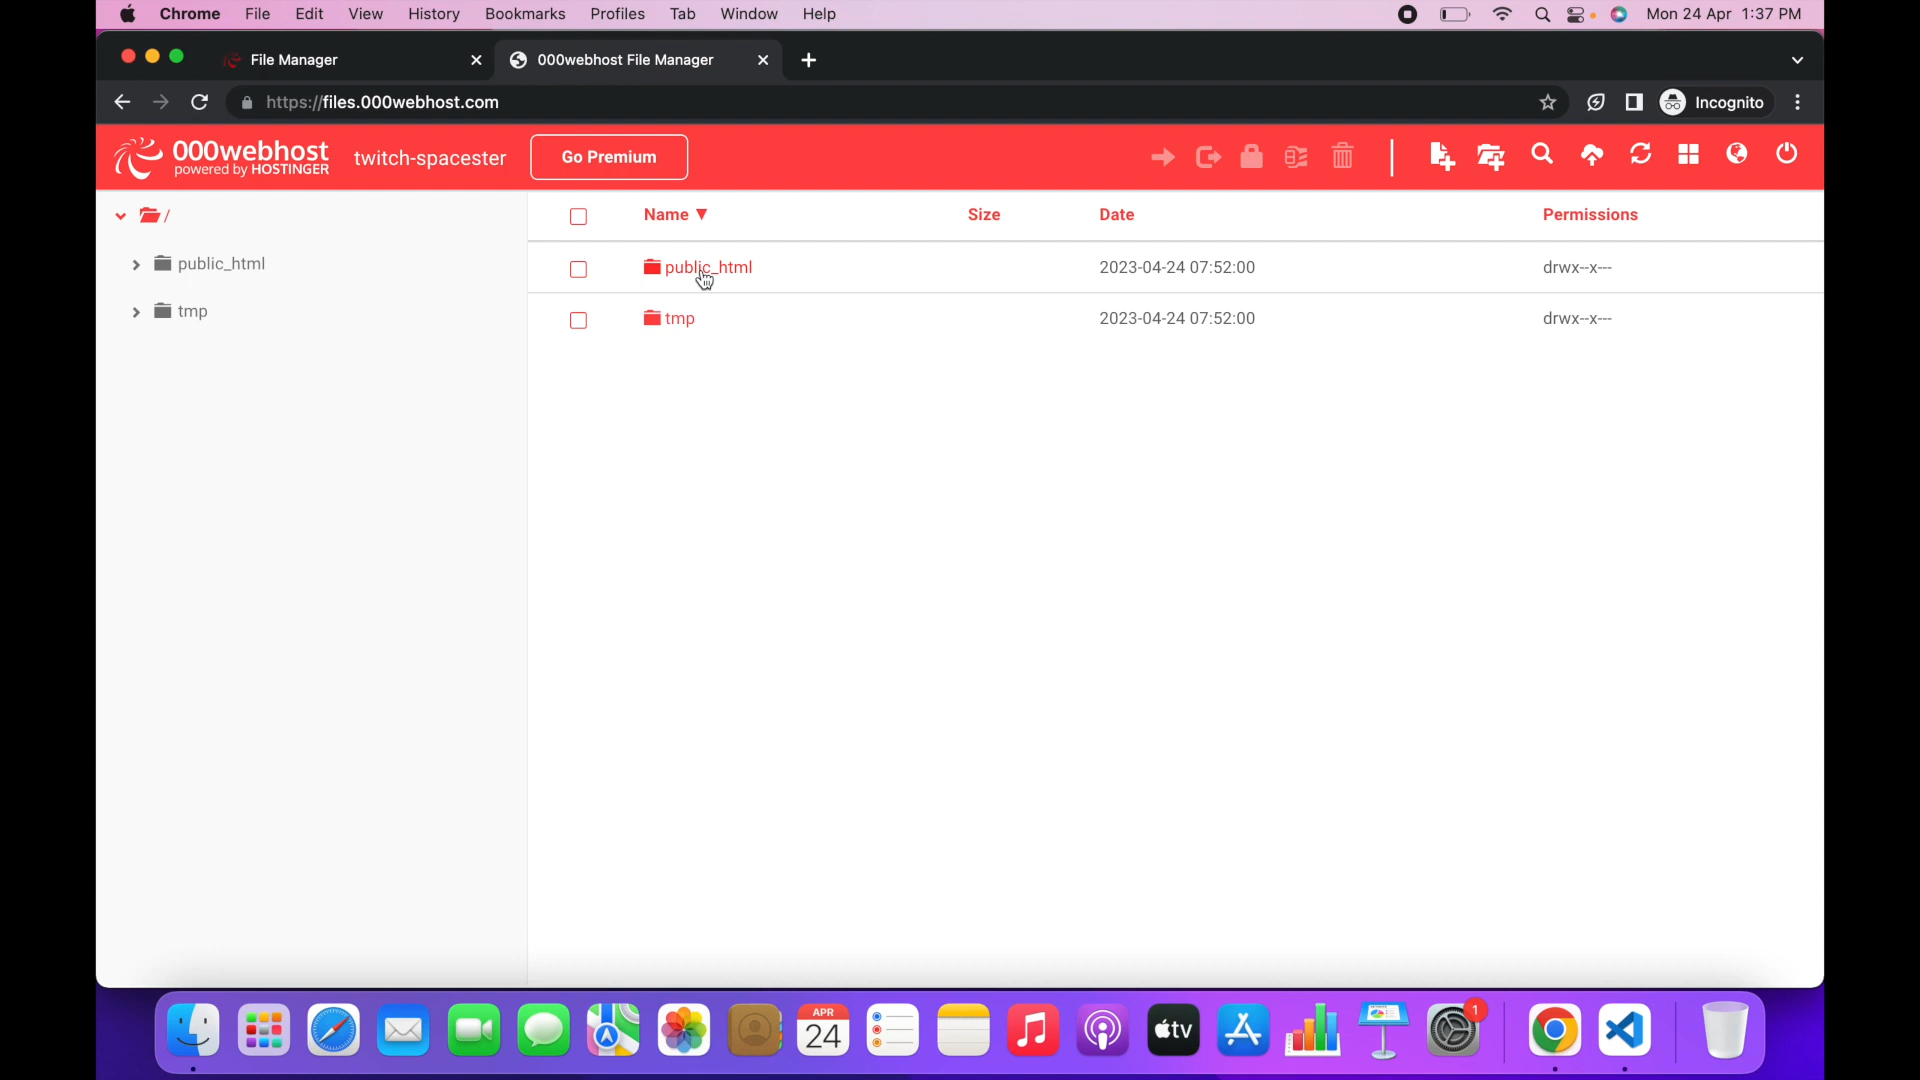 Chrome File Edit View History Bookmarks Profiles Tab Window Help Mon 24 Apr 1:37 PM
File Manager 000webhost File Manager
https://files.000webhost.com Incognito
000webhost twitch-spacester Go Premium
powered by HOSTINGER
/ Name ▼ Size Date Permissions
public_html public_html 2023-04-24 07:52:00 drwx--x---
tmp tmp 2023-04-24 07:52:00 drwx--x---
APR
24
tv
1